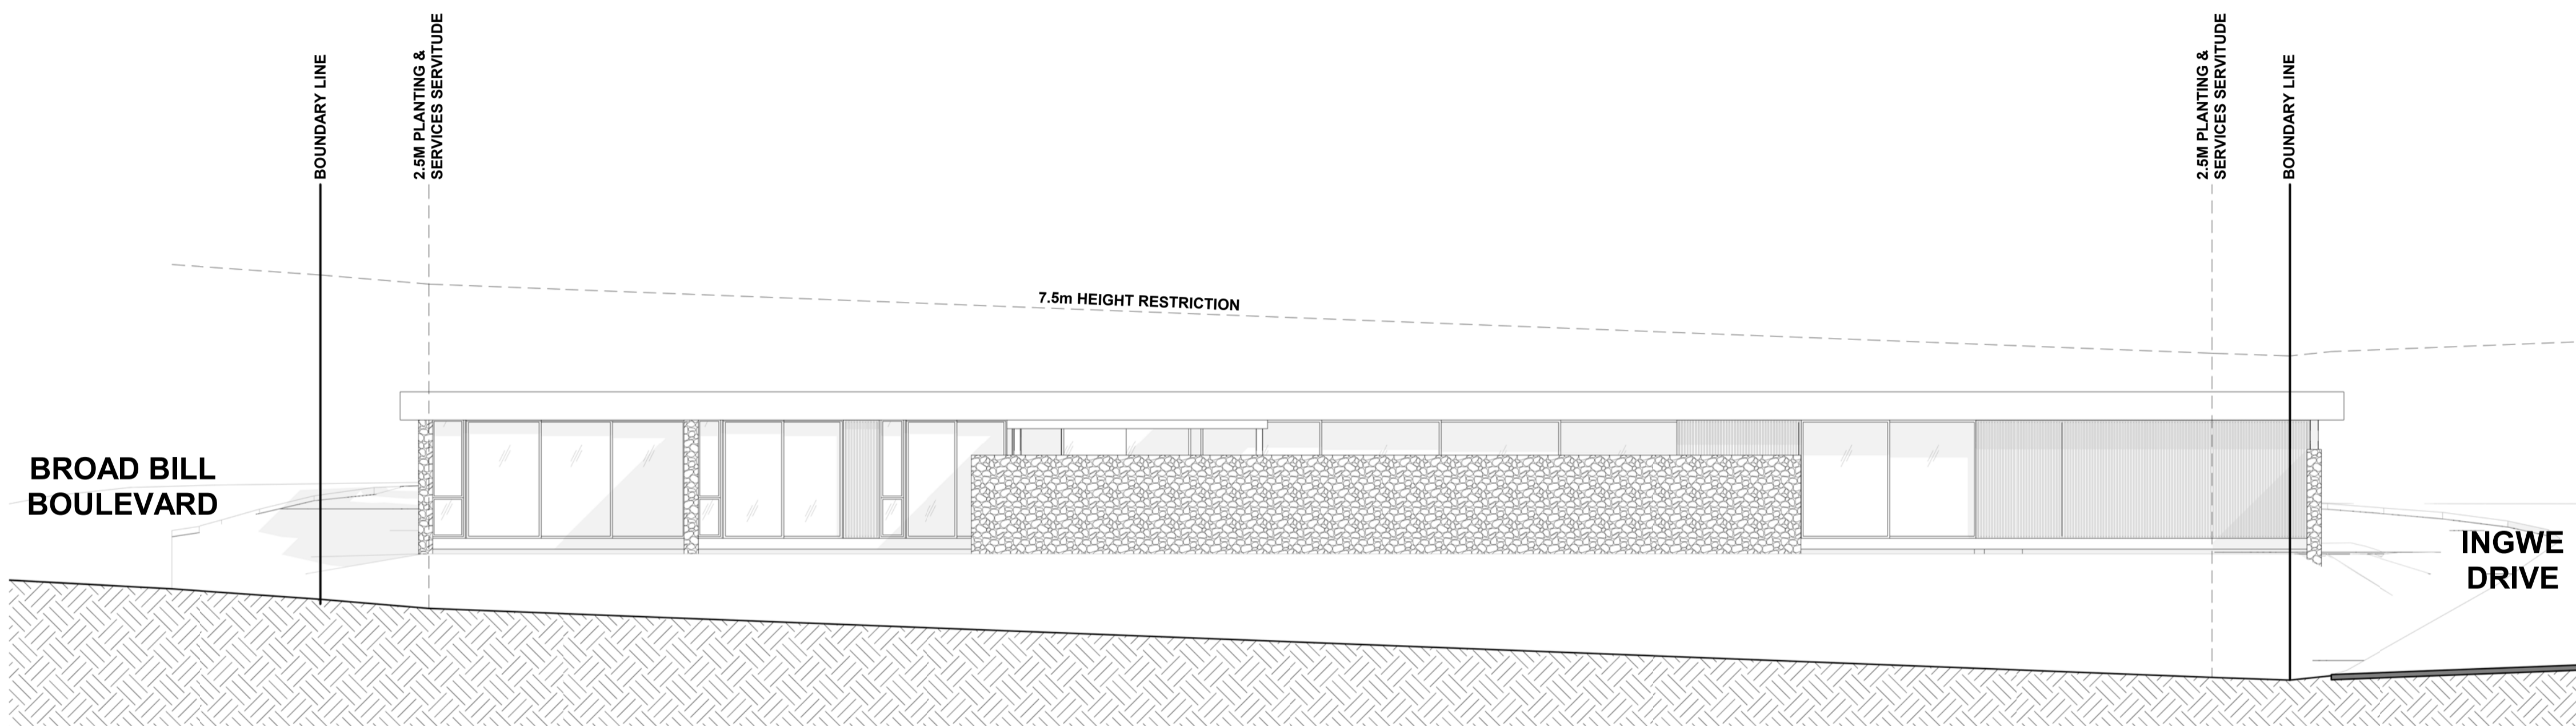 BOUNDARY LINE
2.5M PLANTING &
SERVICES SERVITUDE
2.5M PLANTING &
SERVICES SERVITUDE
BOUNDARY LINE
7.5m HEIGHT RESTRICTION
BROAD BILL
BOULEVARD
INGWE
DRIVE